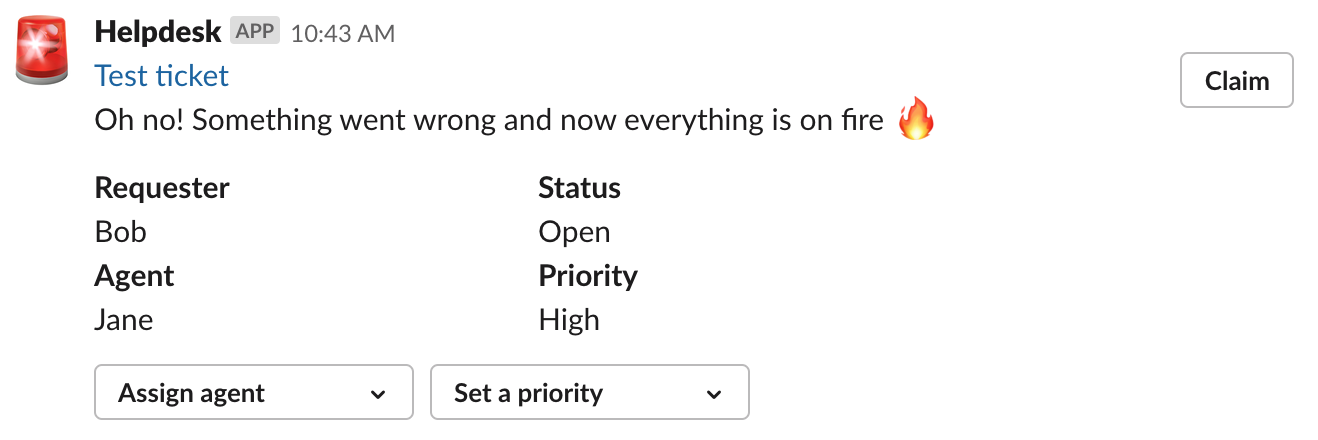 Helpdesk APP 10:43 AM
Test ticket
Claim
Oh no! Something went wrong and now everything is on fire 🔥
Requester Status
Bob Open
Agent Priority
Jane High
Assign agent Set a priority